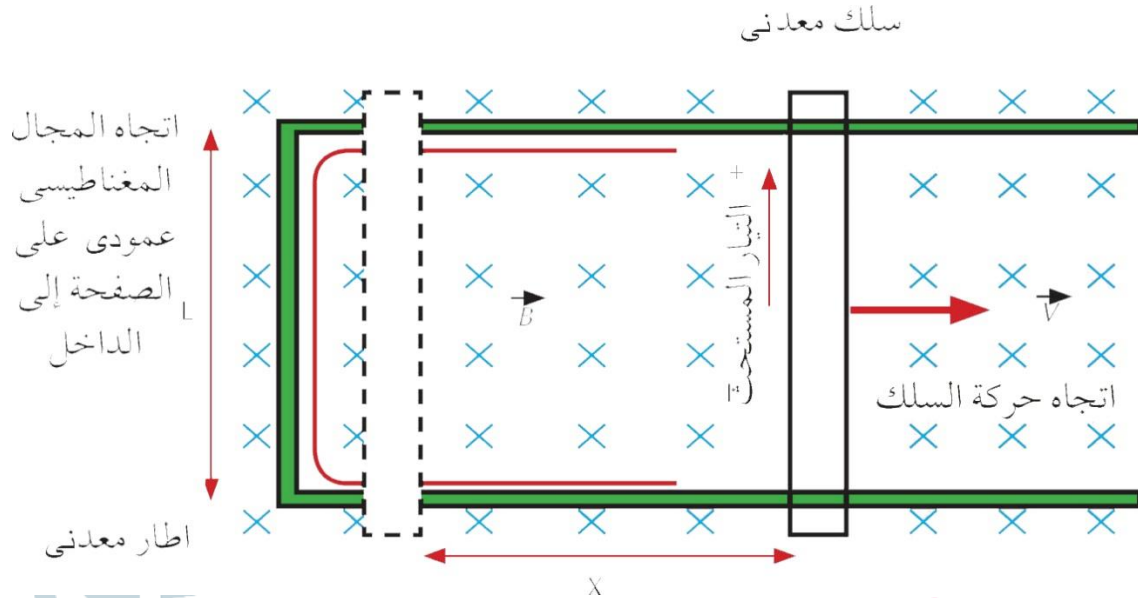 سلك معدنى
اتجاه المجال
المغناطيسى
عمودى على
الصفحة إلى
الداخل
L
B
+
التيار المستحث
-
V
اتجاه حركة السلك
اطار معدنى
X